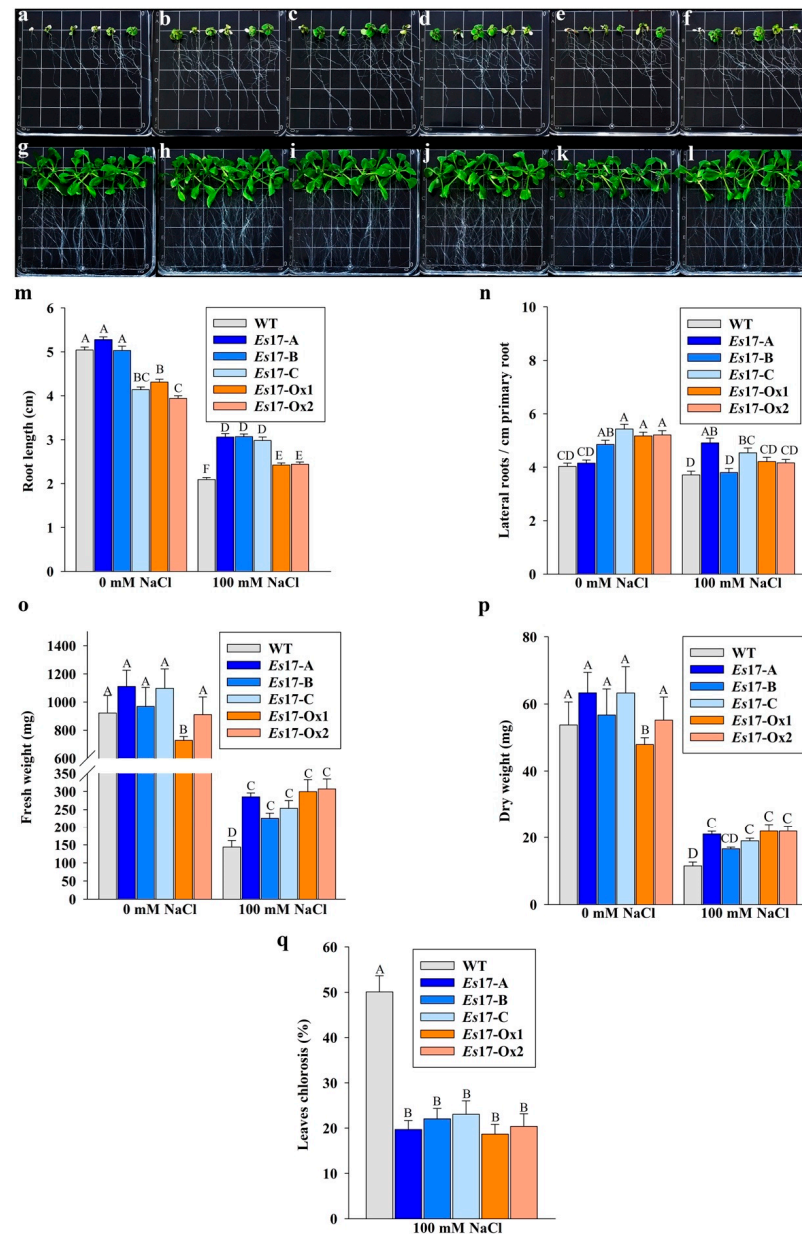 a b c d e f
g h i j k l
m
Root length (cm)
6
5
4
3
2
1
0
A A A BC B C
F D D D E E
0 mM NaCl 100 mM NaCl
WT
Es17-A
Es17-B
Es17-C
Es17-Ox1
Es17-Ox2
n
Lateral roots / cm primary root
10
8
6
4
2
0
CD CD AB A A A
D AB D BC CD CD
0 mM NaCl 100 mM NaCl
WT
Es17-A
Es17-B
Es17-C
Es17-Ox1
Es17-Ox2
o
Fresh weight (mg)
1400
1200
1000
800
600
350
300
250
200
150
100
50
0
A A A A B A
D C C C C C
0 mM NaCl 100 mM NaCl
WT
Es17-A
Es17-B
Es17-C
Es17-Ox1
Es17-Ox2
p
Dry weight (mg)
80
60
40
20
0
A A A A B A
D C CD C C C
0 mM NaCl 100 mM NaCl
WT
Es17-A
Es17-B
Es17-C
Es17-Ox1
Es17-Ox2
q
Leaves chlorosis (%)
60
50
40
30
20
10
0
A B B B B B
100 mM NaCl
WT
Es17-A
Es17-B
Es17-C
Es17-Ox1
Es17-Ox2